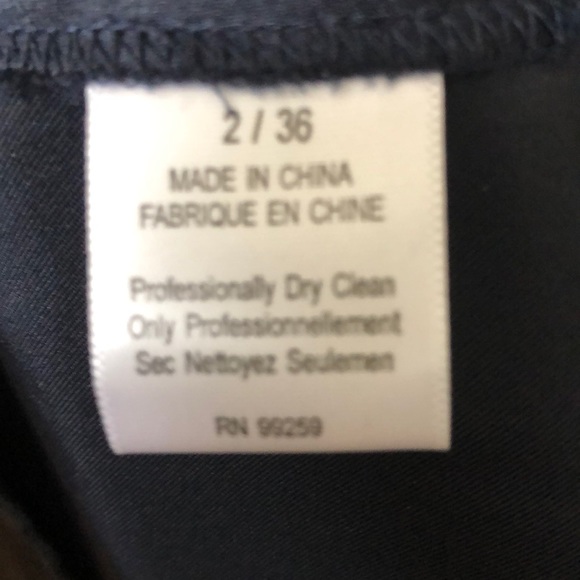 2 / 36
MADE IN CHINA
FABRIQUE EN CHINE
Professionally Dry Clean
Only Professionnellement
Sec Nettoyez Seulemen
RN 99259